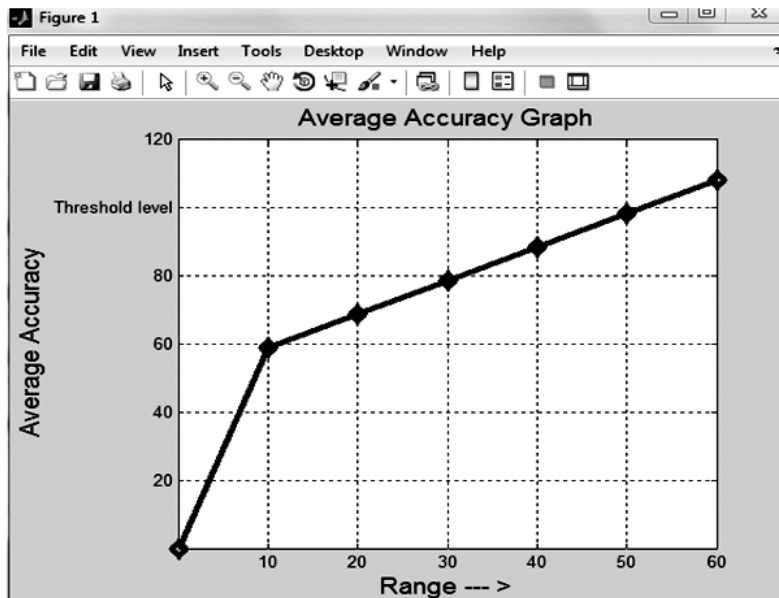 Figure 1
File Edit View Insert Tools Desktop Window Help
Average Accuracy Graph
120
Threshold level
80
60
40
20
Average Accuracy
10 20 30 40 50 60
Range --- >